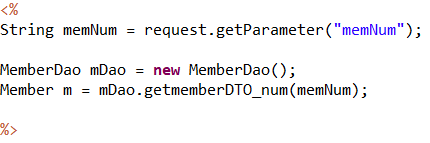 <%
String memNum = request.getParameter("memNum");
MemberDao mDao = new MemberDao();
Member m = mDao.getmemberDTO_num(memNum);
%>